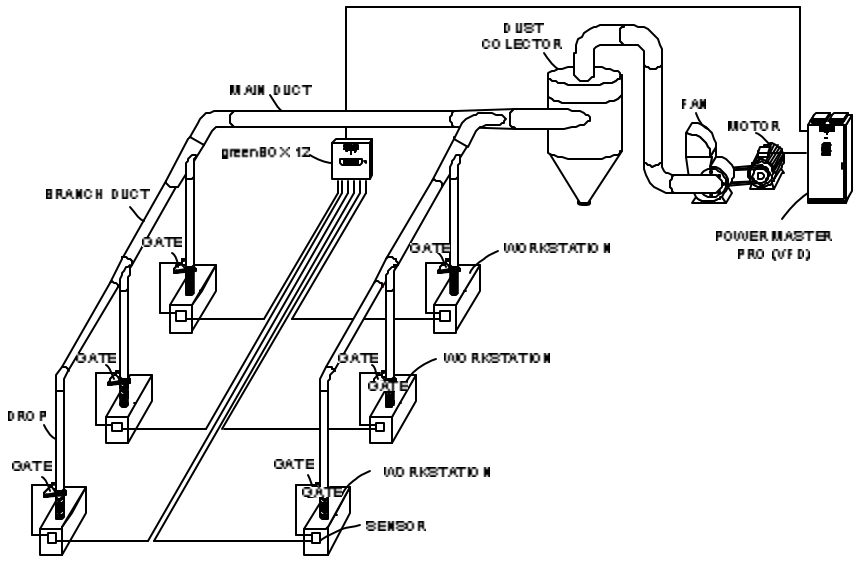 DUST
COLECTOR
MAIN DUCT
FAN
MOTOR
greenBOX 12
BRANCH DUCT
POWERMASTER
PRO (VFD)
GATE
GATE
WORKSTATION
GATE
GATE
WORKSTATION
GATE
DROP
GATE
GATE
WORKSTATION
GATE
SENSOR